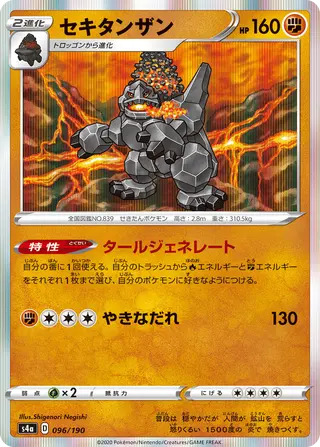 2進化
セキタンザン
HP160
トロッゴンから進化
全国図鑑NO.839 せきたんポケモン 高さ：2.8m 重さ：310.5kg
特性 タールジェネレート
自分の番に1回使える。自分のトラッシュから エネルギーと エネルギー
をそれぞれ1枚まで選び、自分のポケモンに好きなようにつける。
やきなだれ 130
弱点 ×2 抵抗力 にげる
Illus.Shigenori Negishi
普段は 穏やかだが 人間が 鉱山を 荒らすと
怒りくるい 1500度の 炎で 焼きつくす。
s4a D 096/190
©2020 Pokémon/Nintendo/Creatures/GAME FREAK